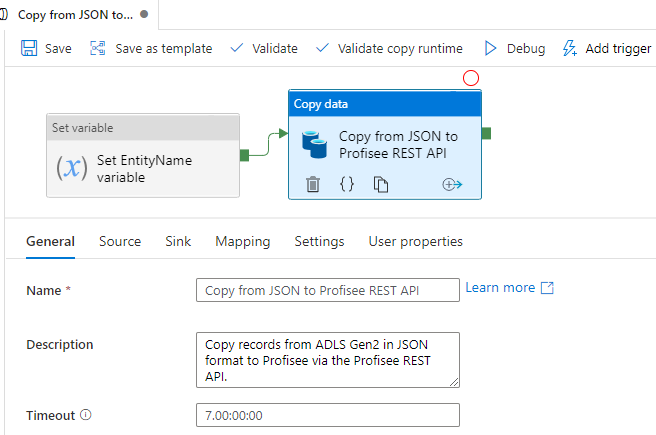 Copy from JSON to...
Save
Save as template
Validate
Validate copy runtime
Debug
Add trigger
Set variable
(x)
Set EntityName
variable
Copy data
Copy from JSON to
Profisee REST API
{}
General
Source
Sink
Mapping
Settings
User properties
Name *
Copy from JSON to Profisee REST API
Learn more
Description
Copy records from ADLS Gen2 in JSON
format to Profisee via the Profisee REST
API.
Timeout
7.00:00:00